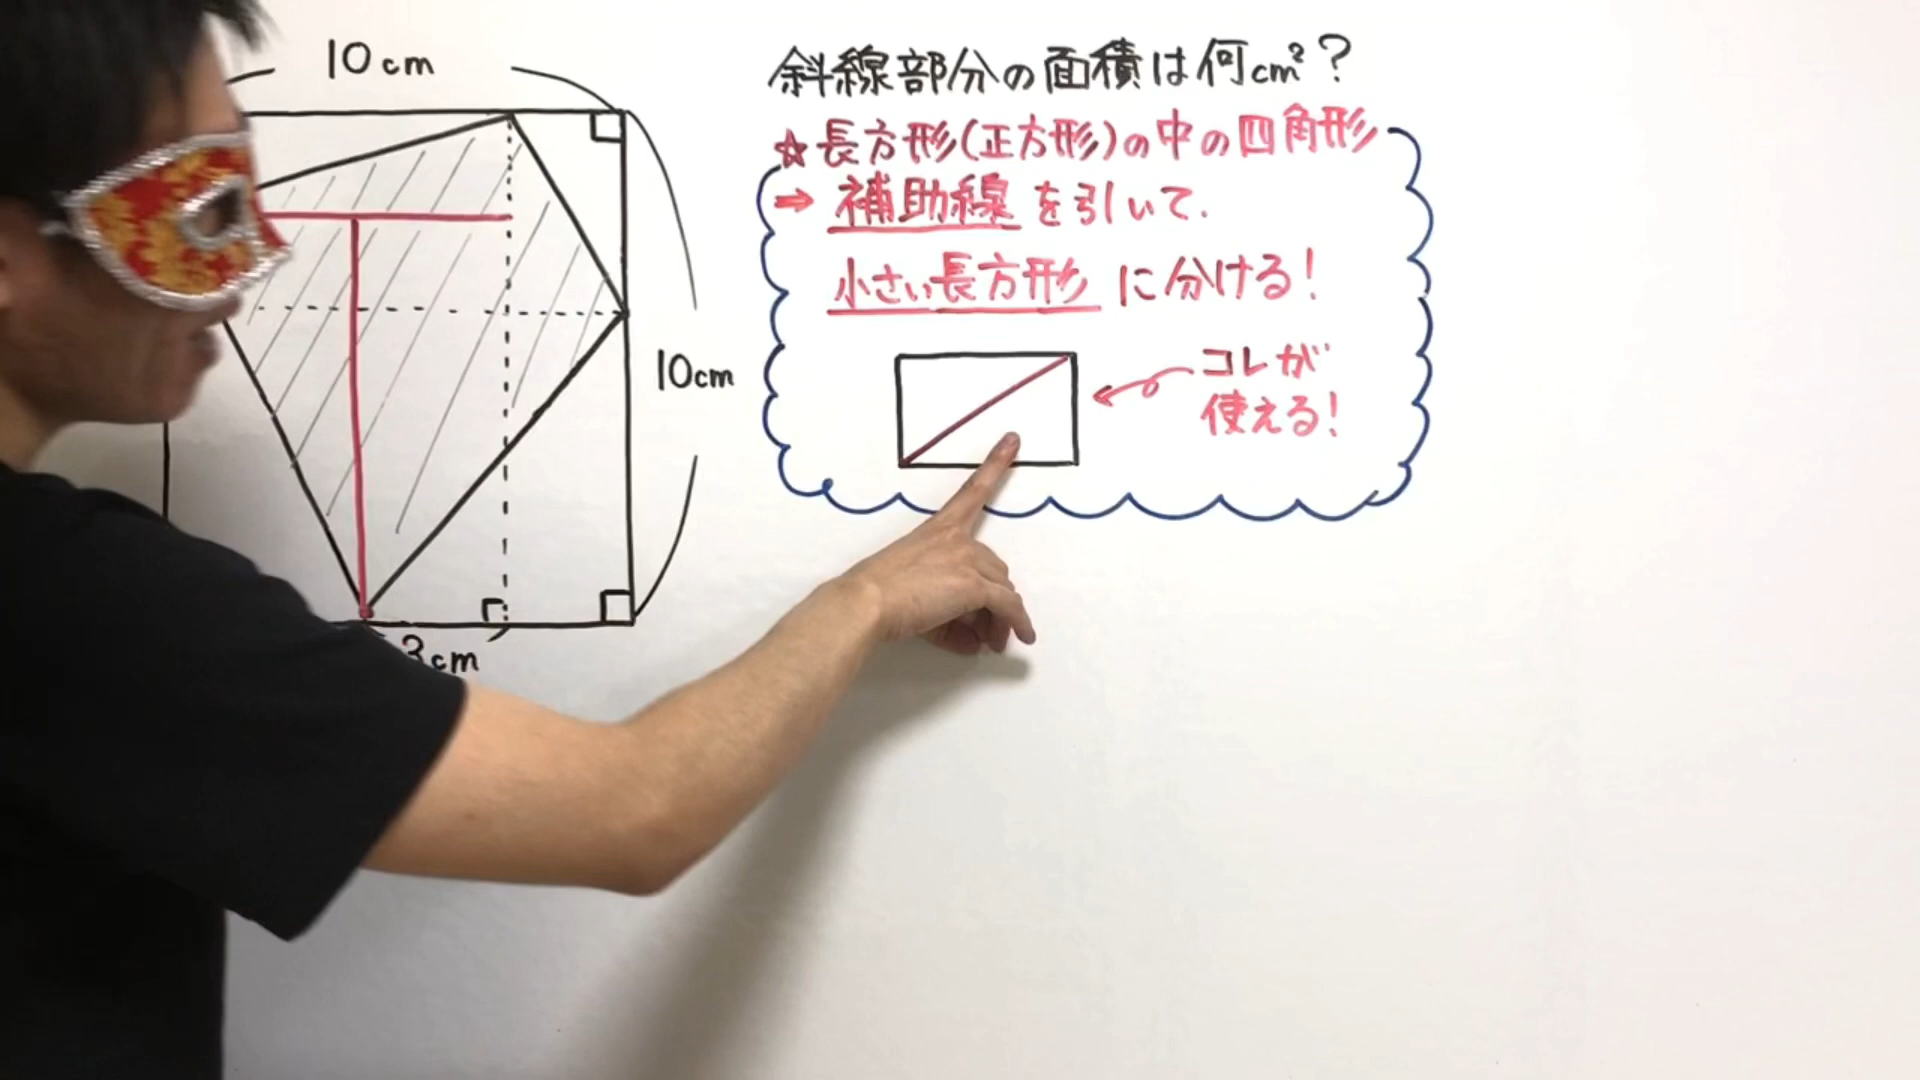 10cm
斜線部分の面積は何cm²?
☆長方形(正方形)の中の四角形
→ 補助線を引いて.
小さい長方形に分ける!
10cm
コレが
使える!
3cm